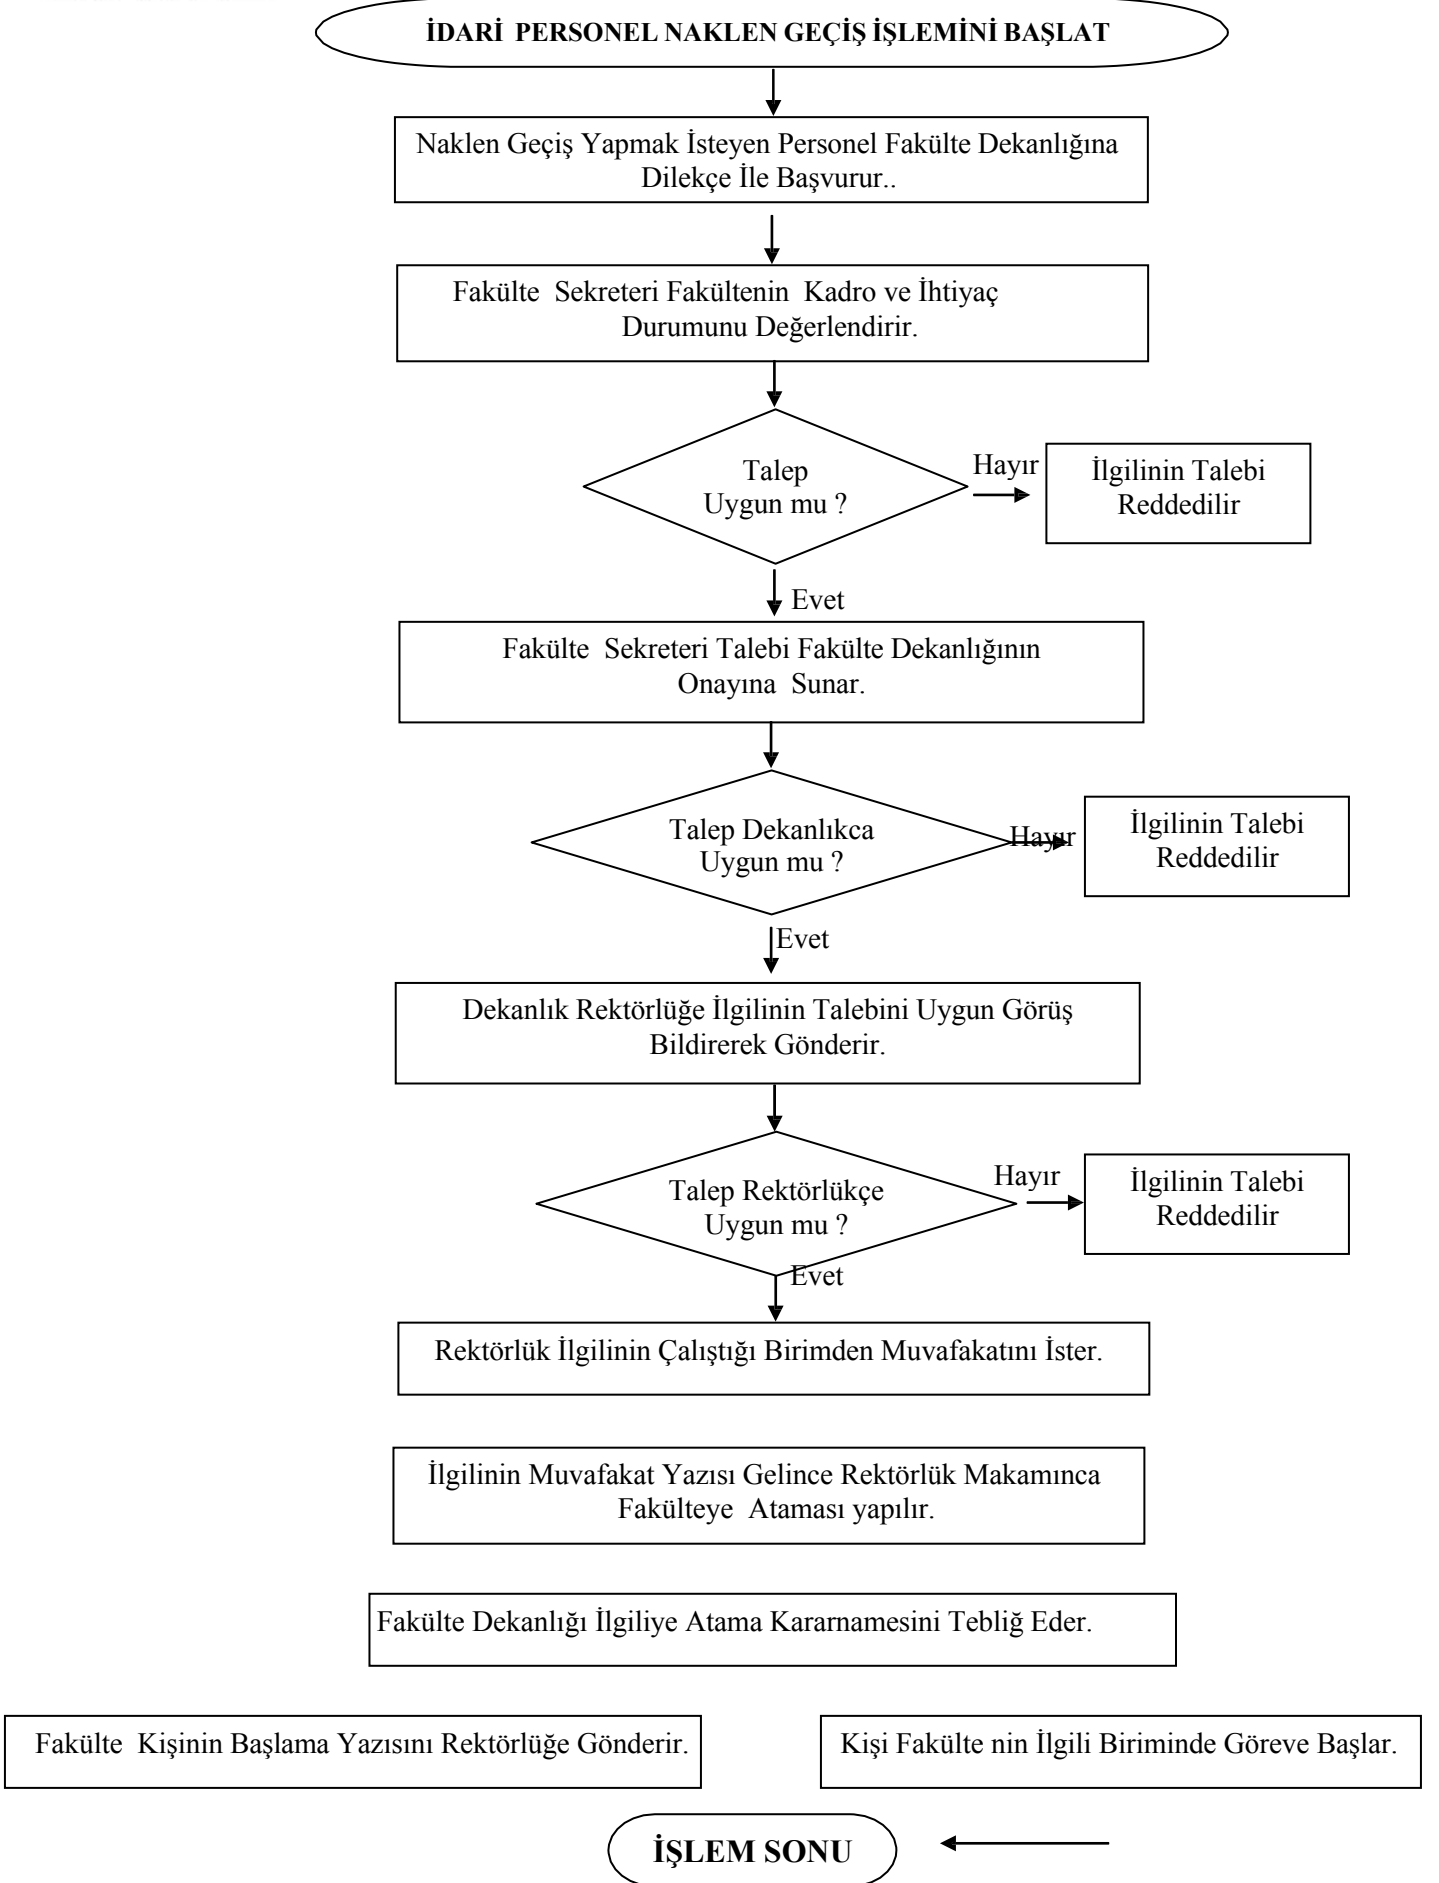 İDARİ PERSONEL NAKLEN GEÇİŞ İŞLEMİNİ BAŞLAT
Naklen Geçiş Yapmak İsteyen Personel Fakülte Dekanlığına
Dilekçe İle Başvurur..
Fakülte Sekreteri Fakültenin Kadro ve İhtiyaç
Durumunu Değerlendirir.
Talep
Uygun mu ?
Hayır
İlgilinin Talebi
Reddedilir
Evet
Fakülte Sekreteri Talebi Fakülte Dekanlığının
Onayına Sunar.
Talep Dekanlıkca
Uygun mu ?
Hayır
İlgilinin Talebi
Reddedilir
Evet
Dekanlık Rektörlüğe İlgilinin Talebini Uygun Görüş
Bildirerek Gönderir.
Talep Rektörlükçe
Uygun mu ?
Hayır
İlgilinin Talebi
Reddedilir
Evet
Rektörlük İlgilinin Çalıştığı Birimden Muvafakatını İster.
İlgilinin Muvafakat Yazısı Gelince Rektörlük Makamınca
Fakülteye Ataması yapılır.
Fakülte Dekanlığı İlgiliye Atama Kararnamesini Tebliğ Eder.
Fakülte Kişinin Başlama Yazısını Rektörlüğe Gönderir.
Kişi Fakülte nin İlgili Biriminde Göreve Başlar.
İŞLEM SONU